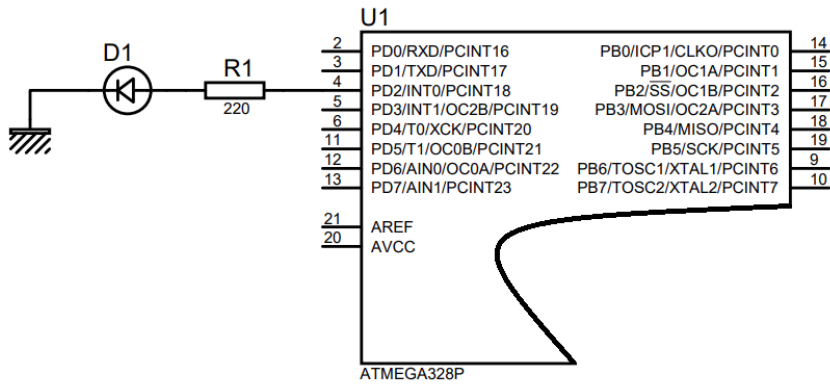 U1
D1
R1
220
2 PD0/RXD/PCINT16 PB0/ICP1/CLKO/PCINT0 14
3 PD1/TXD/PCINT17 PB1/OC1A/PCINT1 15
4 PD2/INT0/PCINT18 PB2/SS/OC1B/PCINT2 16
5 PD3/INT1/OC2B/PCINT19 PB3/MOSI/OC2A/PCINT3 17
6 PD4/T0/XCK/PCINT20 PB4/MISO/PCINT4 18
11 PD5/T1/OC0B/PCINT21 PB5/SCK/PCINT5 19
12 PD6/AIN0/OC0A/PCINT22 PB6/TOSC1/XTAL1/PCINT6 9
13 PD7/AIN1/PCINT23 PB7/TOSC2/XTAL2/PCINT7 10
21 AREF
20 AVCC
ATMEGA328P